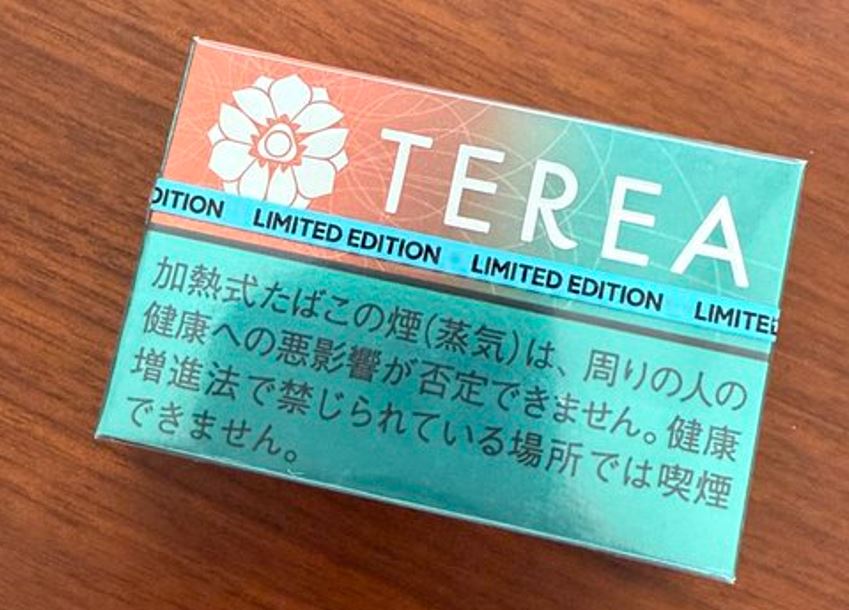 TEREA
DITION LIMITED EDITION LIMITED EDITION LIMITED
加熱式たばこの煙(蒸気)は、周りの人の
健康への悪影響が否定できません。健康
増進法で禁じられている場所では喫煙
できません。